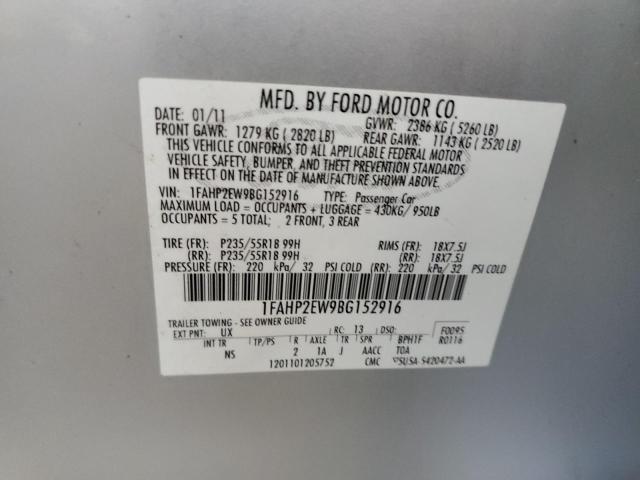 MFD. BY FORD MOTOR CO.
DATE: 01/11 GVWR: 2386 KG ( 5260 LB)
FRONT GAWR: 1279 KG ( 2820 LB) REAR GAWR: 1143 KG ( 2520 LB)
THIS VEHICLE CONFORMS TO ALL APPLICABLE FEDERAL MOTOR
VEHICLE SAFETY, BUMPER, AND THEFT PREVENTION STANDARDS
IN EFFECT ON THE DATE OF MANUFACTURE SHOWN ABOVE.
VIN: 1FAHP2EW9BG152916 TYPE: Passenger Car
MAXIMUM LOAD = OCCUPANTS + LUGGAGE = 430KG/ 950LB
OCCUPANTS = 5 TOTAL; 2 FRONT, 3 REAR
TIRE (FR): P235/55R18 99H RIMS (FR): 18X7.5J
(RR): P235/55R18 99H (RR): 18X7.5J
PRESSURE (FR): 220 kPa/ 32 PSI COLD (RR): 220 kPa/ 32 PSI COLD
1FAHP2EW9BG152916
TRAILER TOWING - SEE OWNER GUIDE
EXT PNT: UX RC: 13 DSO: F0095
INT TR TP/PS R AXLE TR SPR BPH1F R0116
NS 2 1A J AACC TOA
1201101205752 CMC 5U5A-5420472-AA